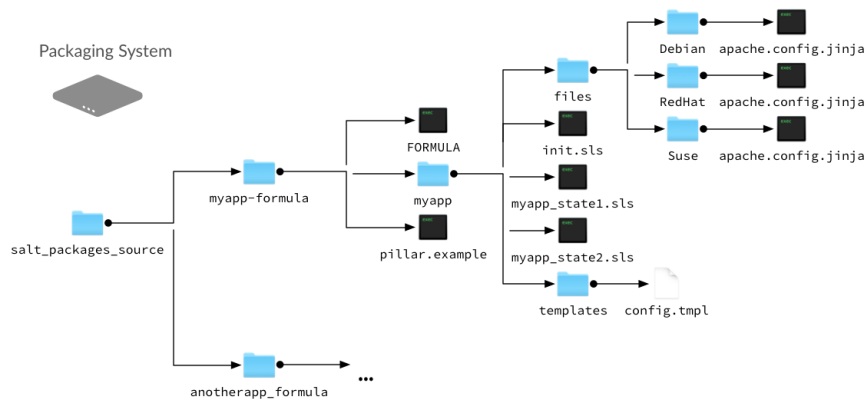 Packaging System
Debian
apache.config.jinja
files
RedHat
apache.config.jinja
FORMULA
init.sls
Suse
apache.config.jinja
myapp-formula
myapp
myapp_state1.sls
salt_packages_source
pillar.example
myapp_state2.sls
templates
config.tmpl
anotherapp_formula
...